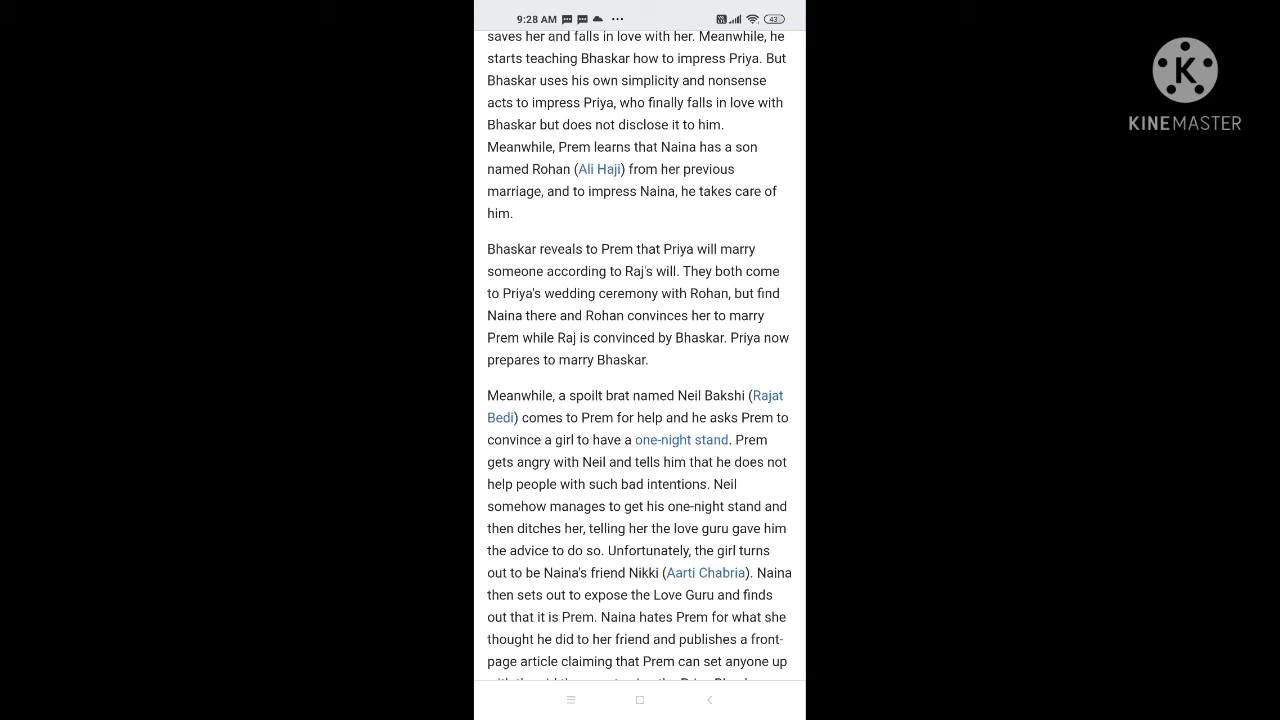 9:28 AM
43
saves her and falls in love with her. Meanwhile, he
starts teaching Bhaskar how to impress Priya. But
Bhaskar uses his own simplicity and nonsense
acts to impress Priya, who finally falls in love with
Bhaskar but does not disclose it to him.
Meanwhile, Prem learns that Naina has a son
named Rohan (Ali Haji) from her previous
marriage, and to impress Naina, he takes care of
him.
Bhaskar reveals to Prem that Priya will marry
someone according to Raj's will. They both come
to Priya's wedding ceremony with Rohan, but find
Naina there and Rohan convinces her to marry
Prem while Raj is convinced by Bhaskar. Priya now
prepares to marry Bhaskar.
Meanwhile, a spoilt brat named Neil Bakshi (Rajat
Bedi) comes to Prem for help and he asks Prem to
convince a girl to have a one-night stand. Prem
gets angry with Neil and tells him that he does not
help people with such bad intentions. Neil
somehow manages to get his one-night stand and
then ditches her, telling her the love guru gave him
the advice to do so. Unfortunately, the girl turns
out to be Naina's friend Nikki (Aarti Chabria). Naina
then sets out to expose the Love Guru and finds
out that it is Prem. Naina hates Prem for what she
thought he did to her friend and publishes a front-
page article claiming that Prem can set anyone up
K
KINEMASTER